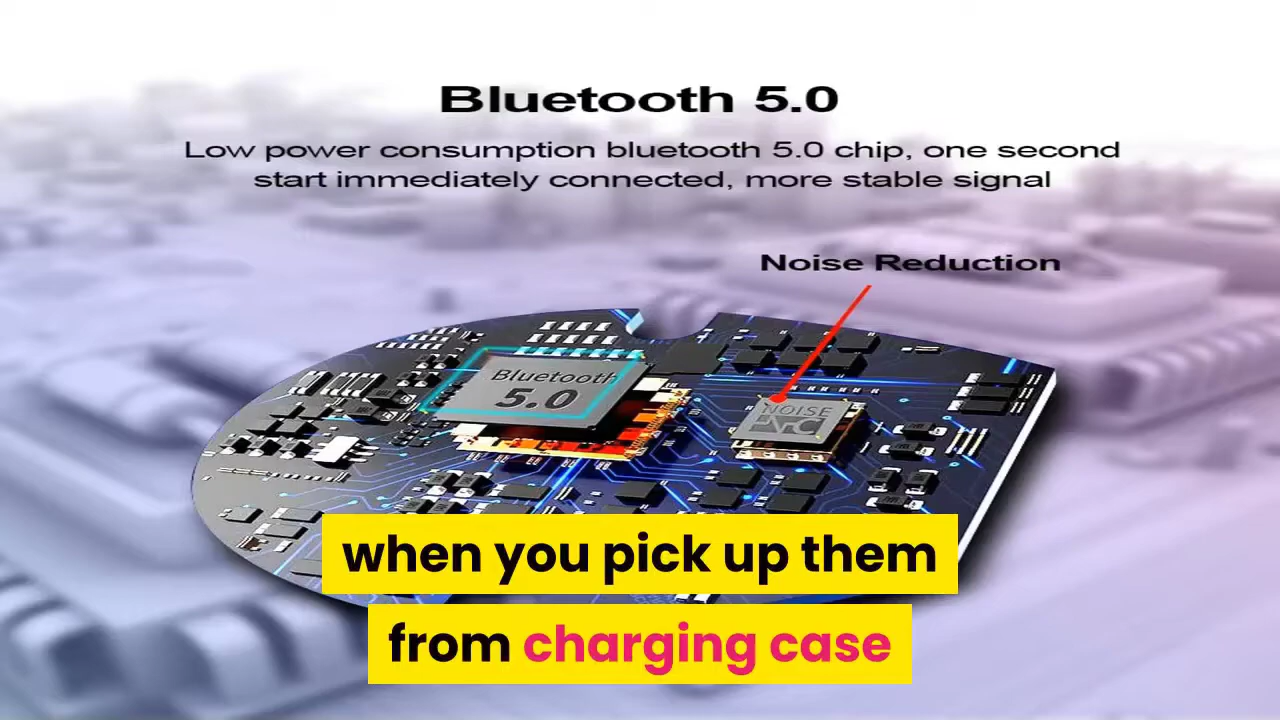 Bluetooth 5.0
Low power consumption bluetooth 5.0 chip, one second
start immediately connected, more stable signal
Noise Reduction
Bluetooth
5.0
NOISE
when you pick up them
from charging case